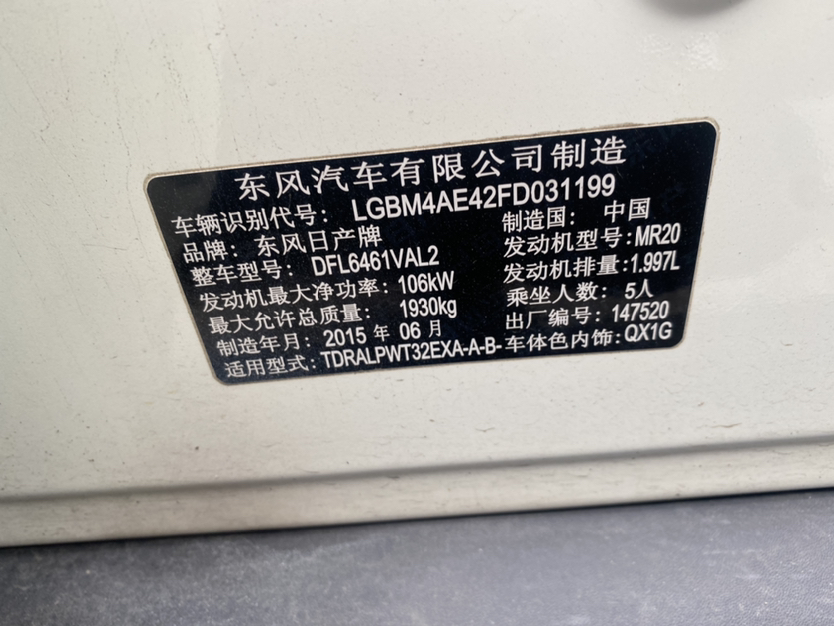 东风汽车有限公司制造
车辆识别代号: LGBM4AE42FD031199
品牌: 东风日产牌 制造国: 中国
整车型号: DFL6461VAL2 发动机型号:MR20
发动机最大净功率: 106kW 发动机排量:1.997L
最大允许总质量: 1930kg 乘坐人数: 5人
制造年月: 2015 年 06 月 出厂编号: 147520
适用型式:TDRALPWT32EXA-A-B- 车体色内饰:QX1G